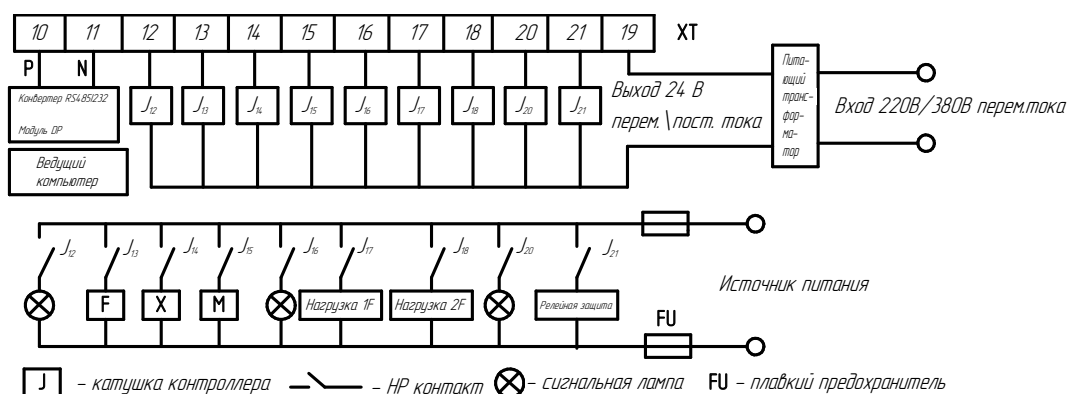 10 11 12 13 14 15 16 17 18 20 21 19 XT
P N
Конвертер RS485/232
Модуль DP
Ведущий
компьютер
J12 J13 J14 J15 J16 J17 J18 J20 J21
Выход 24 В
перем.\пост. тока
Пита-
ющий
транс-
фор-
ма-
тор
Вход 220В/380В перем.тока
J12 J13 J14 J15 J16 J17 J18 J20 J21
F X M Нагрузка 1F Нагрузка 2F Релейная защита
Источник питания
FU
J - катушка контроллера - НР контакт - сигнальная лампа FU - плавкий предохранитель